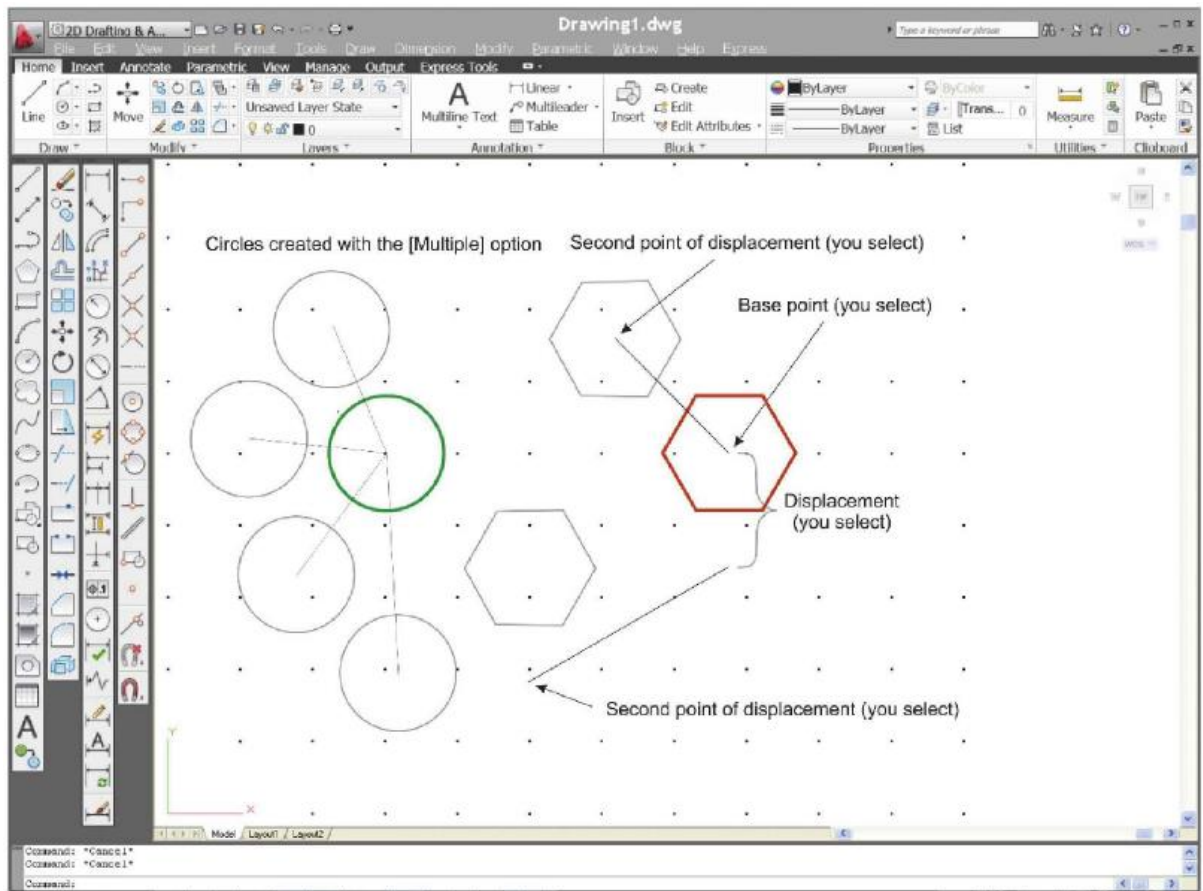 2D Drafting & A...
Drawing1.dwg
Type a keyword or phrase
File Edit View Insert Format Tools Draw Dimension Modify Parametric Window Help Express
Home Insert Annotate Parametric View Manage Output Express Tools
Line
Move
Unsaved Layer State
0
Multiline Text
Linear
Multileader
Table
Insert
Create
Edit
Edit Attributes
ByLayer
ByLayer
ByLayer
ByColor
Trans... 0
List
Measure
Paste
Draw
Modify
Layers
Annotation
Block
Properties
Utilities
Clipboard
Circles created with the [Multiple] option
Second point of displacement (you select)
Base point (you select)
Displacement
(you select)
Second point of displacement (you select)
A
Y
X
Model Layout1 Layout2
Command: *Cancel*
Command: *Cancel*
Command: